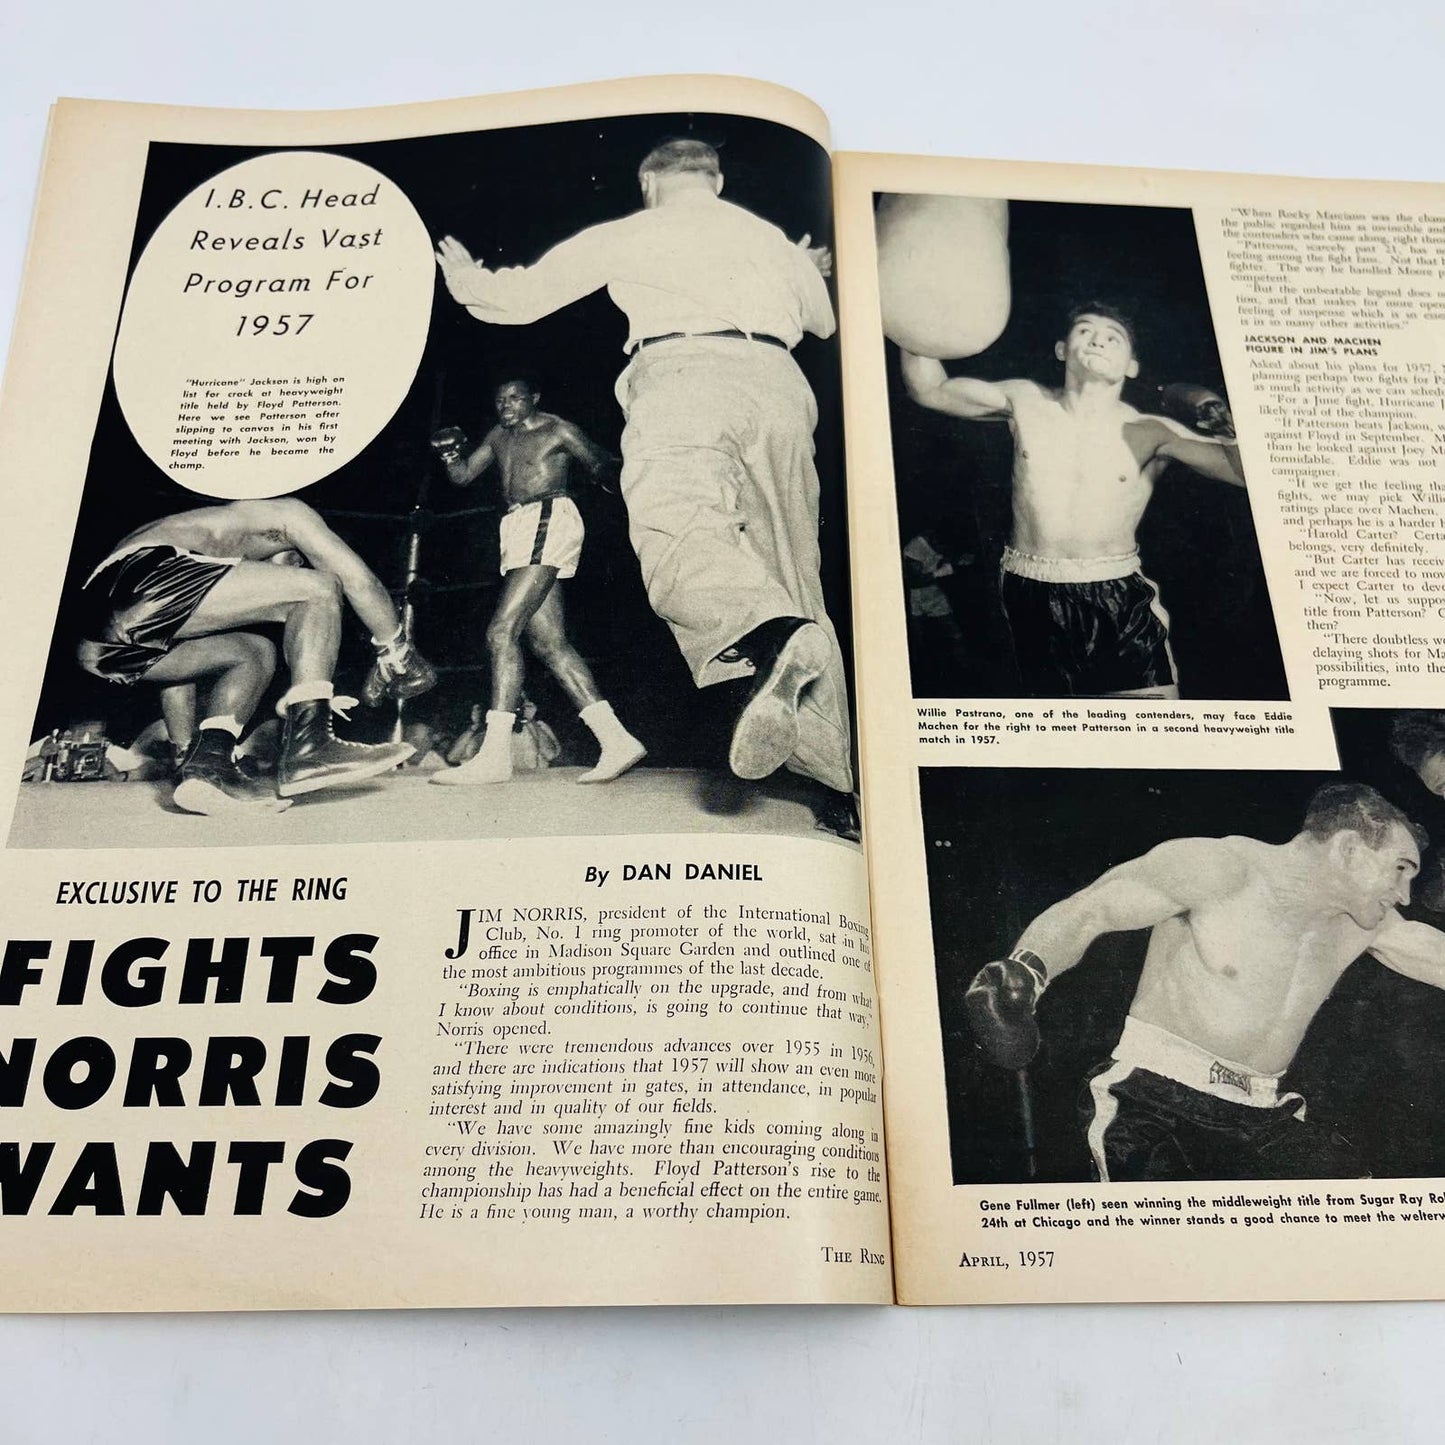 I.B.C. Head
Reveals Vast
Program For
1957
"Hurricane" Jackson is high on
list for crack at heavyweight
title held by Floyd Patterson.
Here we see Patterson after
slipping to canvas in his first
meeting with Jackson, won by
Floyd before he became the
champ.
EXCLUSIVE TO THE RING
FIGHTS
NORRIS
WANTS
By DAN DANIEL
JIM NORRIS, president of the International Boxing
Club, No. 1 ring promoter of the world, sat in his
office in Madison Square Garden and outlined one of
the most ambitious programmes of the last decade.
"Boxing is emphatically on the upgrade, and from what
I know about conditions, is going to continue that way,"
Norris opened.
"There were tremendous advances over 1955 in 1956,
and there are indications that 1957 will show an even more
satisfying improvement in gates, in attendance, in popular
interest and in quality of our fields.
"We have some amazingly fine kids coming along in
every division. We have more than encouraging conditions
among the heavyweights. Floyd Patterson's rise to the
championship has had a beneficial effect on the entire game.
He is a fine young man, a worthy champion.
THE RING
"When Rocky Marciano was the
the public regarded him as invincible and
the contenders who came along, right
"Patterson, scarcely past 21, has
feeling among the fight fans. Not that
fighter. The way he handled Moore
competent.
"But the unbeatable legend does
tion, and that makes for more
feeling of suspense which is so
is in so many other activities."
JACKSON AND MACHEN
FIGURE IN JIM'S PLANS
Asked about his plans for 1957,
planning perhaps two fights for
as much activity as we can
"For a June fight, Hurricane
likely rival of the champion.
"If Patterson beats Jackson,
against Floyd in September.
than he looked against Joey
formidable. Eddie was not
campaigner.
"If we get the feeling
fights, we may pick
ratings place over Machen.
and perhaps he is a harder
"Harold Carter?
belongs, very definitely.
"But Carter has
and we are forced to
I expect Carter to
"Now, let us
title from Patterson?
then?
"There doubtless
delaying shots for
possibilities, into
programme.
Willie Pastrano, one of the leading contenders, may face Eddie
Machen for the right to meet Patterson in a second heavyweight title
match in 1957.
Gene Fullmer (left) seen winning the middleweight title from Sugar Ray
24th at Chicago and the winner stands a good chance to meet the
APRIL, 1957